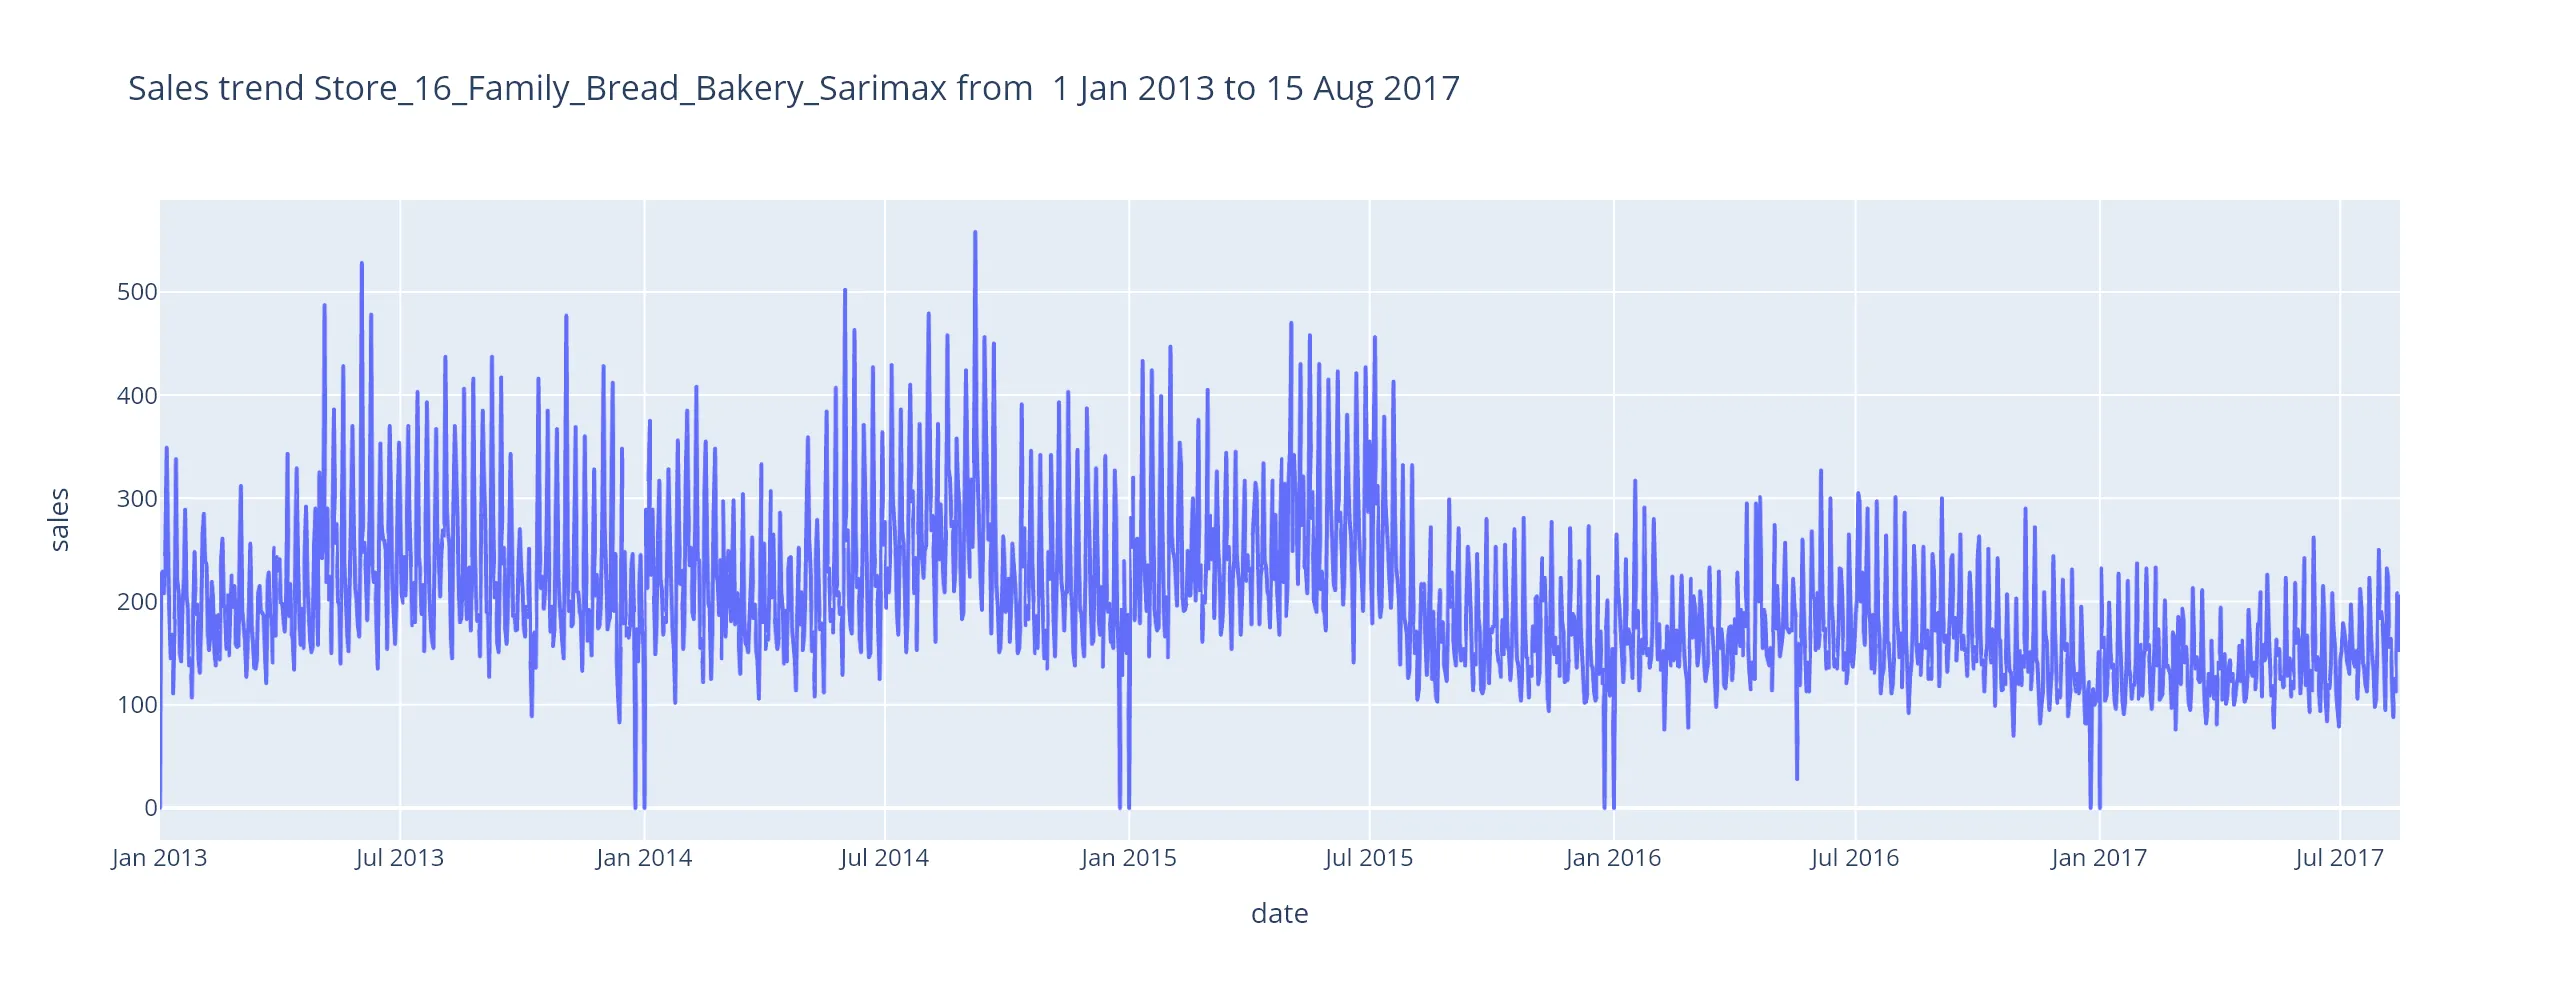 Sales trend Store_16_Family_Bread_Bakery_Sarimax from  1 Jan 2013 to 15 Aug 2017
sales
500
400
300
200
100
0
Jan 2013 Jul 2013 Jan 2014 Jul 2014 Jan 2015 Jul 2015 Jan 2016 Jul 2016 Jan 2017 Jul 2017
date